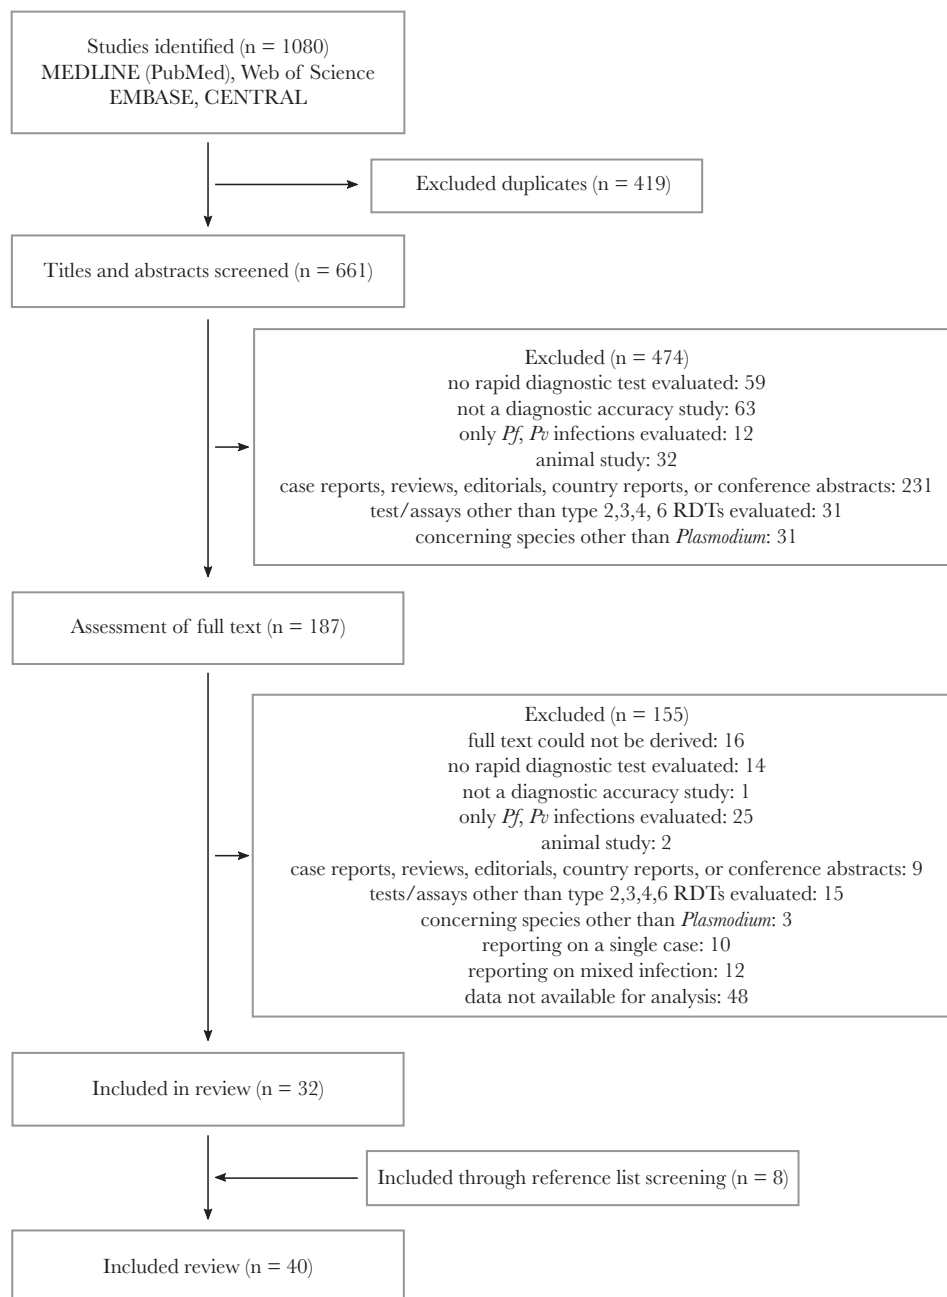 Studies identified (n = 1080)
MEDLINE (PubMed), Web of Science
EMBASE, CENTRAL
Excluded duplicates (n = 419)
Titles and abstracts screened (n = 661)
Excluded (n = 474)
no rapid diagnostic test evaluated: 59
not a diagnostic accuracy study: 63
only Pf, Pv infections evaluated: 12
animal study: 32
case reports, reviews, editorials, country reports, or conference abstracts: 231
test/assays other than type 2,3,4, 6 RDTs evaluated: 31
concerning species other than Plasmodium: 31
Assessment of full text (n = 187)
Excluded (n = 155)
full text could not be derived: 16
no rapid diagnostic test evaluated: 14
not a diagnostic accuracy study: 1
only Pf, Pv infections evaluated: 25
animal study: 2
case reports, reviews, editorials, country reports, or conference abstracts: 9
tests/assays other than type 2,3,4,6 RDTs evaluated: 15
concerning species other than Plasmodium: 3
reporting on a single case: 10
reporting on mixed infection: 12
data not available for analysis: 48
Included in review (n = 32)
Included through reference list screening (n = 8)
Included review (n = 40)